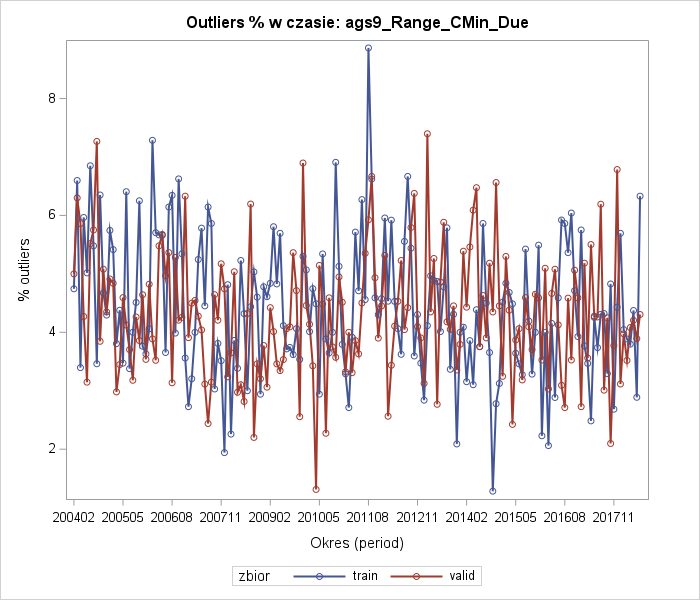 Outliers % w czasie: ags9_Range_CMin_Due
% outliers
8
6
4
2
200402 200505 200608 200711 200902 201005 201108 201211 201402 201505 201608 201711
Okres (period)
zbior train valid